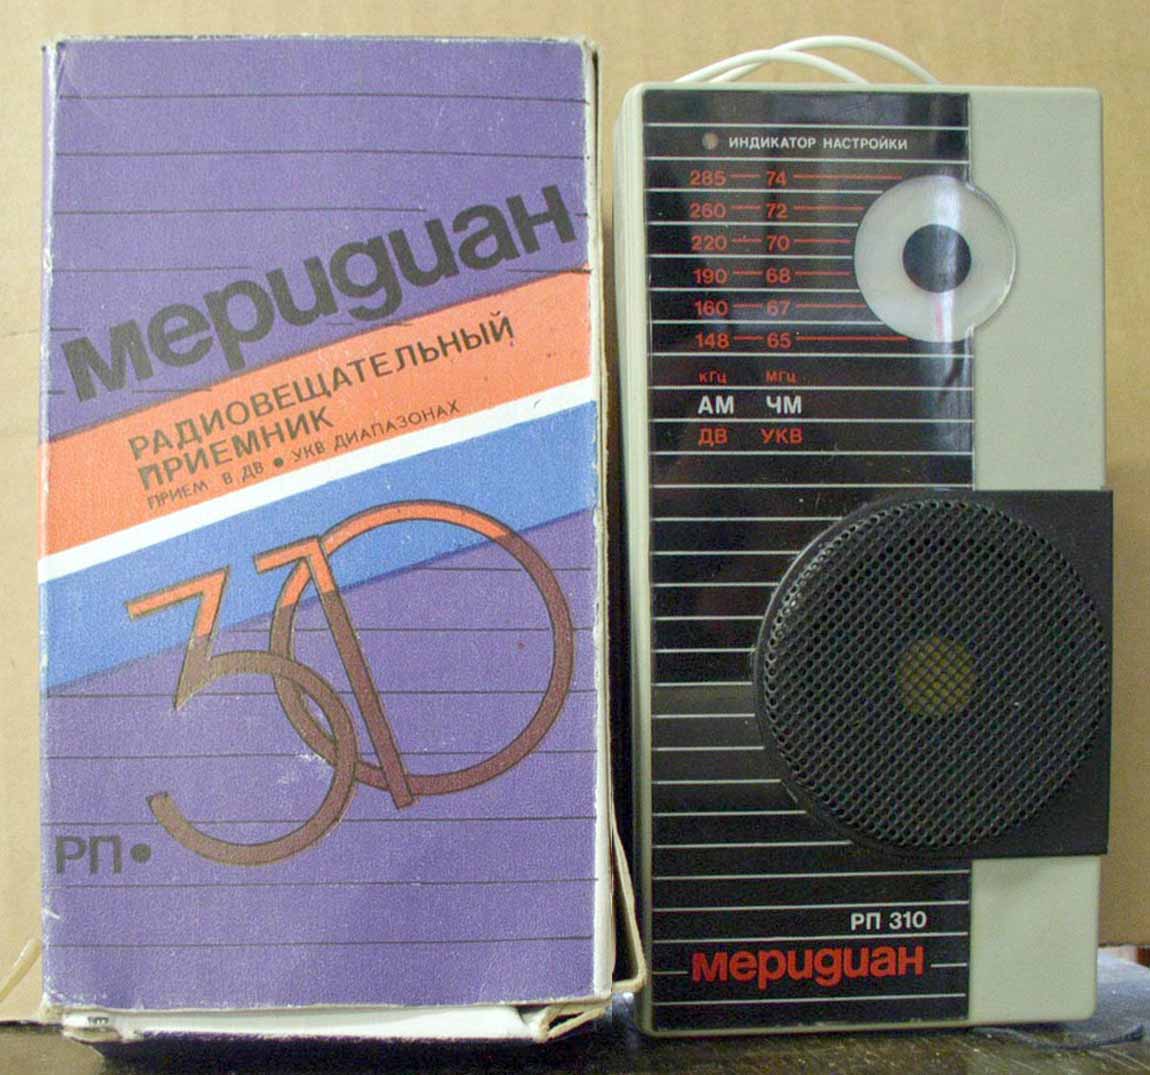 меридиан
РАДИОВЕЩАТЕЛЬНЫЙ
ПРИЕМНИК
ПРИЕМ В ДВ • УКВ ДИАПАЗОНАХ
310
РП•
ИНДИКАТОР НАСТРОЙКИ
285 — 74
260 — 72
220 — 70
190 — 68
160 — 67
148 — 65
кГц мГц
АМ ЧМ
ДВ УКВ
РП 310
меридиан